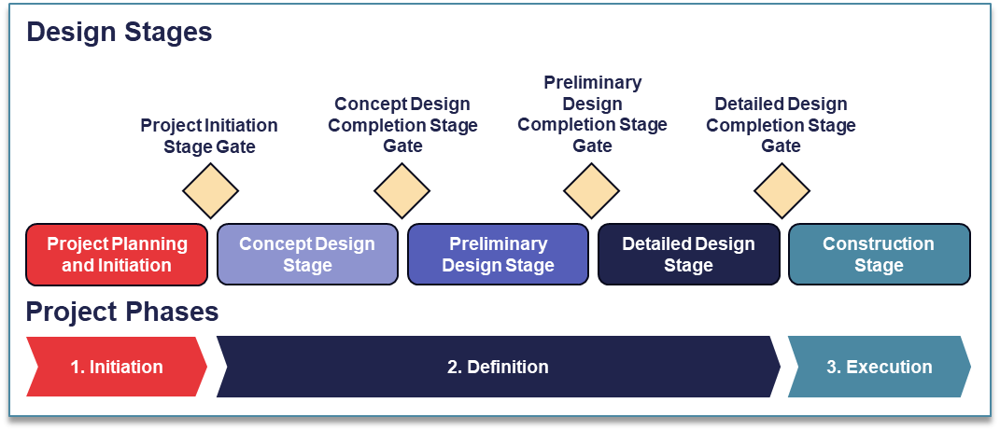 Design Stages
Project Initiation
Stage Gate
Concept Design
Completion Stage
Gate
Preliminary
Design
Completion Stage
Gate
Detailed Design
Completion Stage
Gate
Project Planning
and Initiation
Concept Design
Stage
Preliminary
Design Stage
Detailed Design
Stage
Construction
Stage
Project Phases
1. Initiation
2. Definition
3. Execution